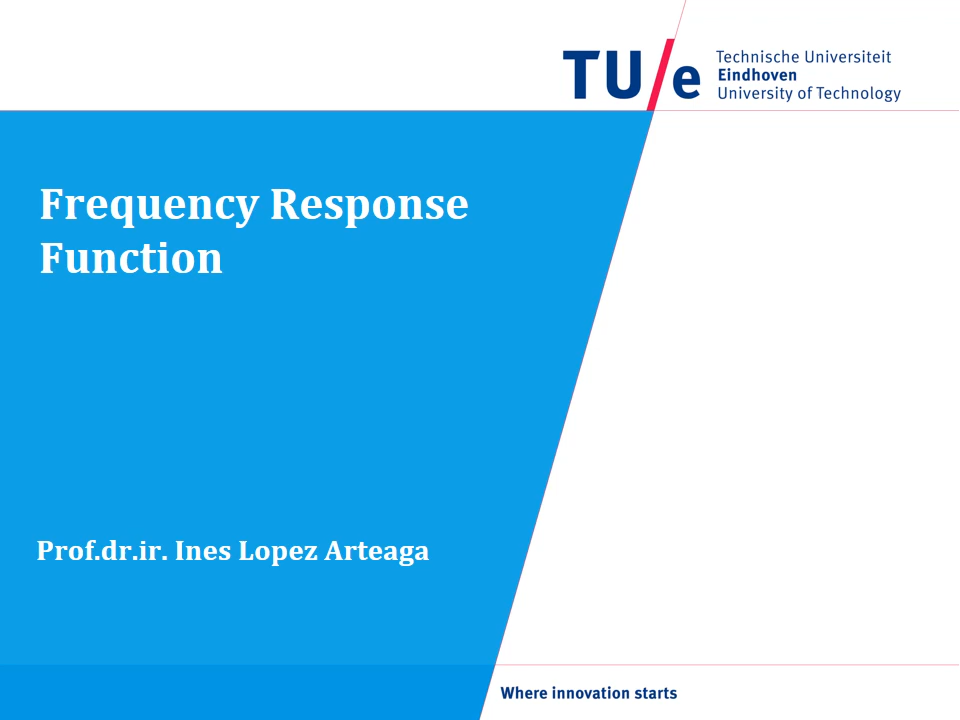 TU/e
Technische Universiteit
Eindhoven
University of Technology
Frequency Response
Function
Prof.dr.ir. Ines Lopez Arteaga
Where innovation starts